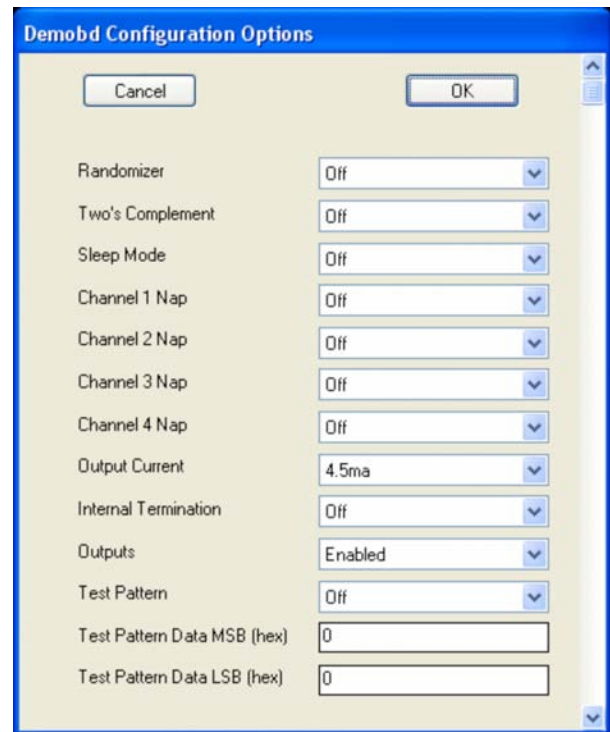 Demobd Configuration Options
Cancel OK
Randomizer Off
Two's Complement Off
Sleep Mode Off
Channel 1 Nap Off
Channel 2 Nap Off
Channel 3 Nap Off
Channel 4 Nap Off
Output Current 4.5ma
Internal Termination Off
Outputs Enabled
Test Pattern Off
Test Pattern Data MSB (hex) 0
Test Pattern Data LSB (hex) 0